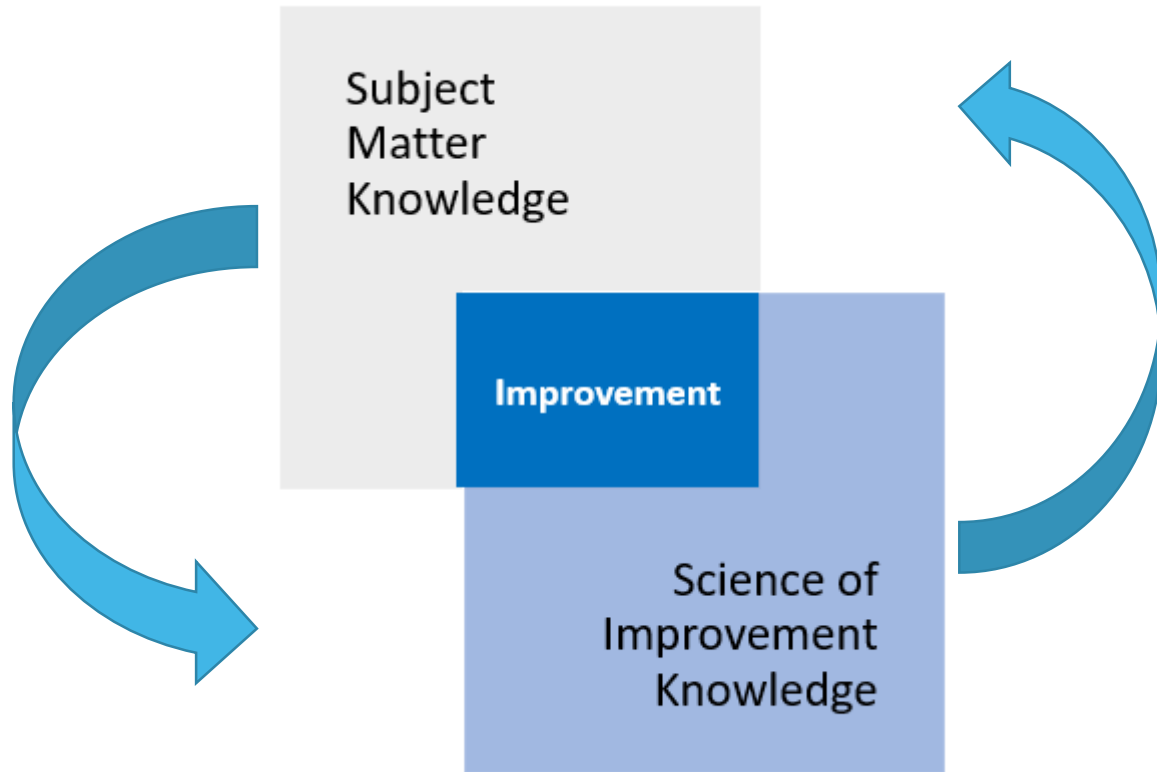 Subject
Matter
Knowledge
Improvement
Science of
Improvement
Knowledge